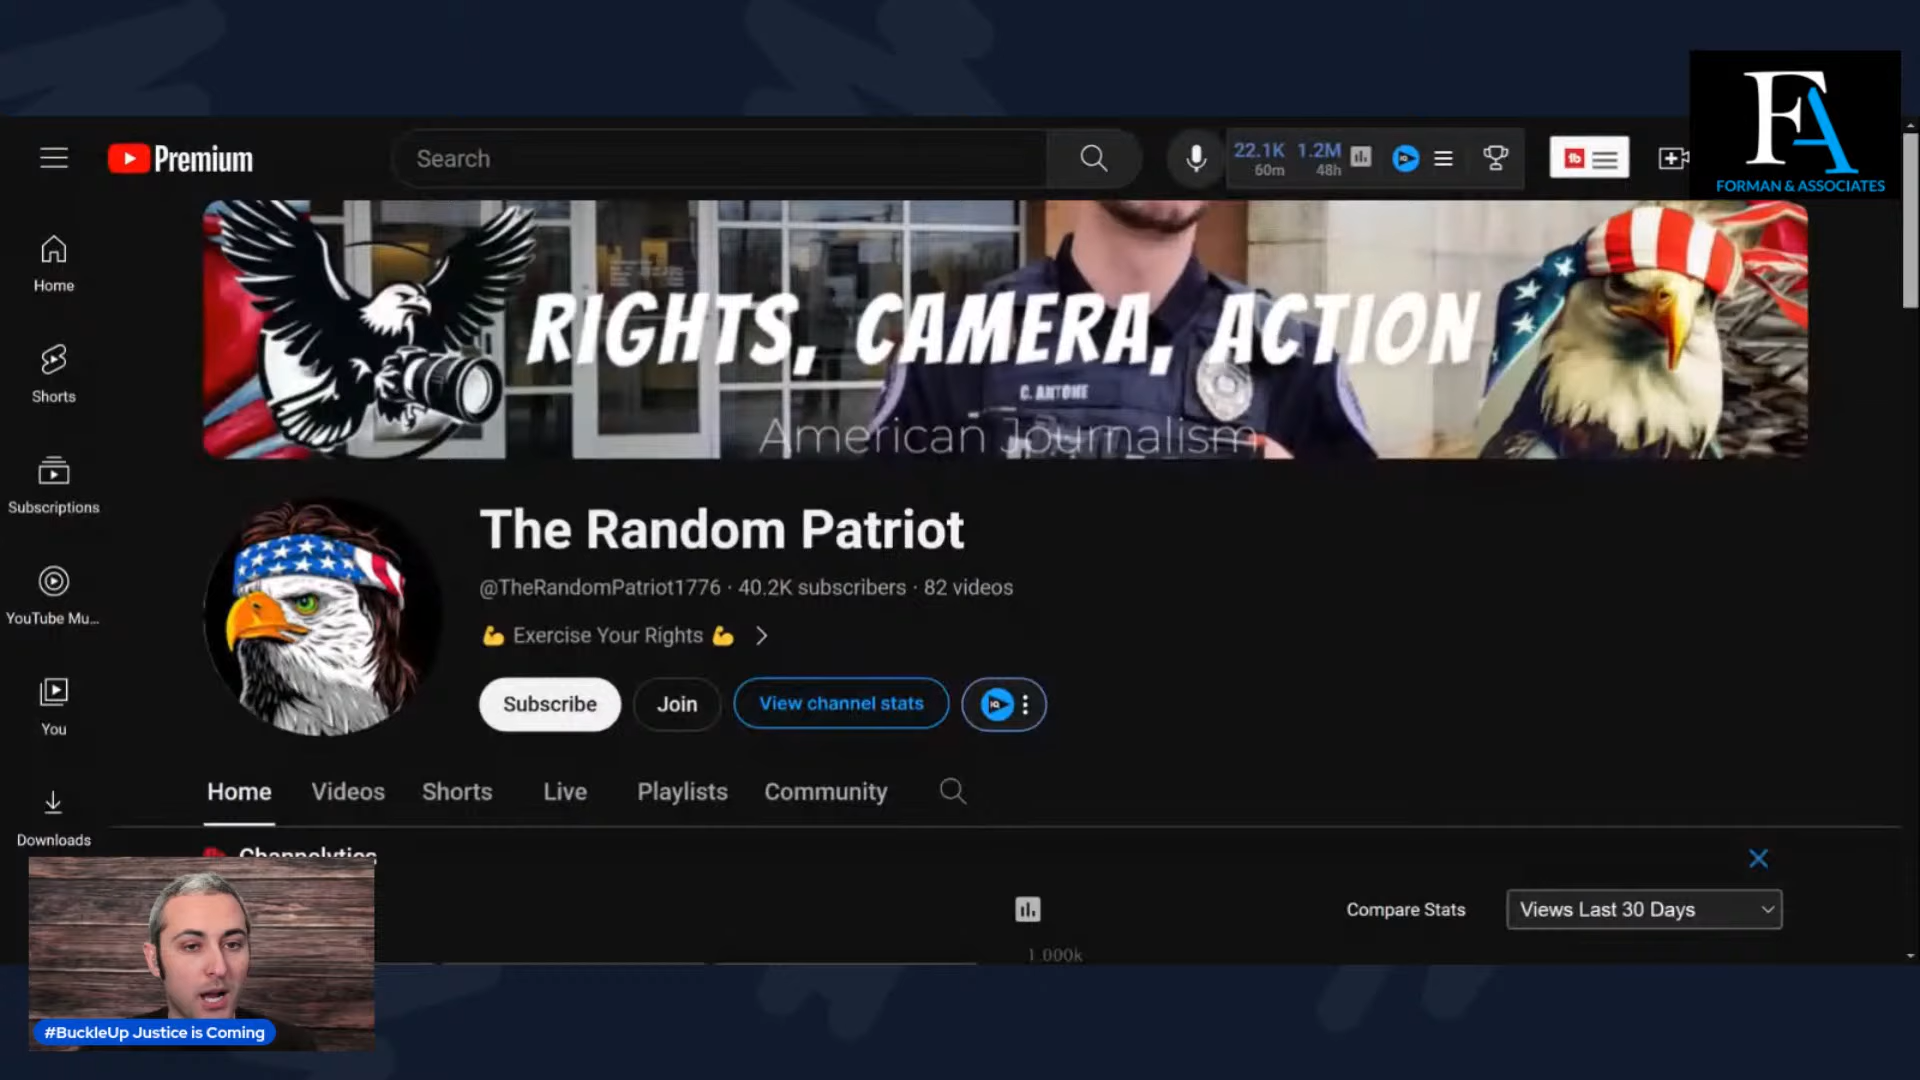 FA
FORMAN & ASSOCIATES
Premium
Search
22.1K 1.2M
60m 48h
Home
Shorts
Subscriptions
YouTube Mu...
You
Downloads
RIGHTS, CAMERA, ACTION
C. ANTONE
American Journalism
The Random Patriot
@TheRandomPatriot1776 · 40.2K subscribers · 82 videos
💪 Exercise Your Rights 💪 >
Subscribe Join View channel stats IQ
Home Videos Shorts Live Playlists Community
Channelytics
Compare Stats Views Last 30 Days
1.000k
#BuckleUp Justice is Coming